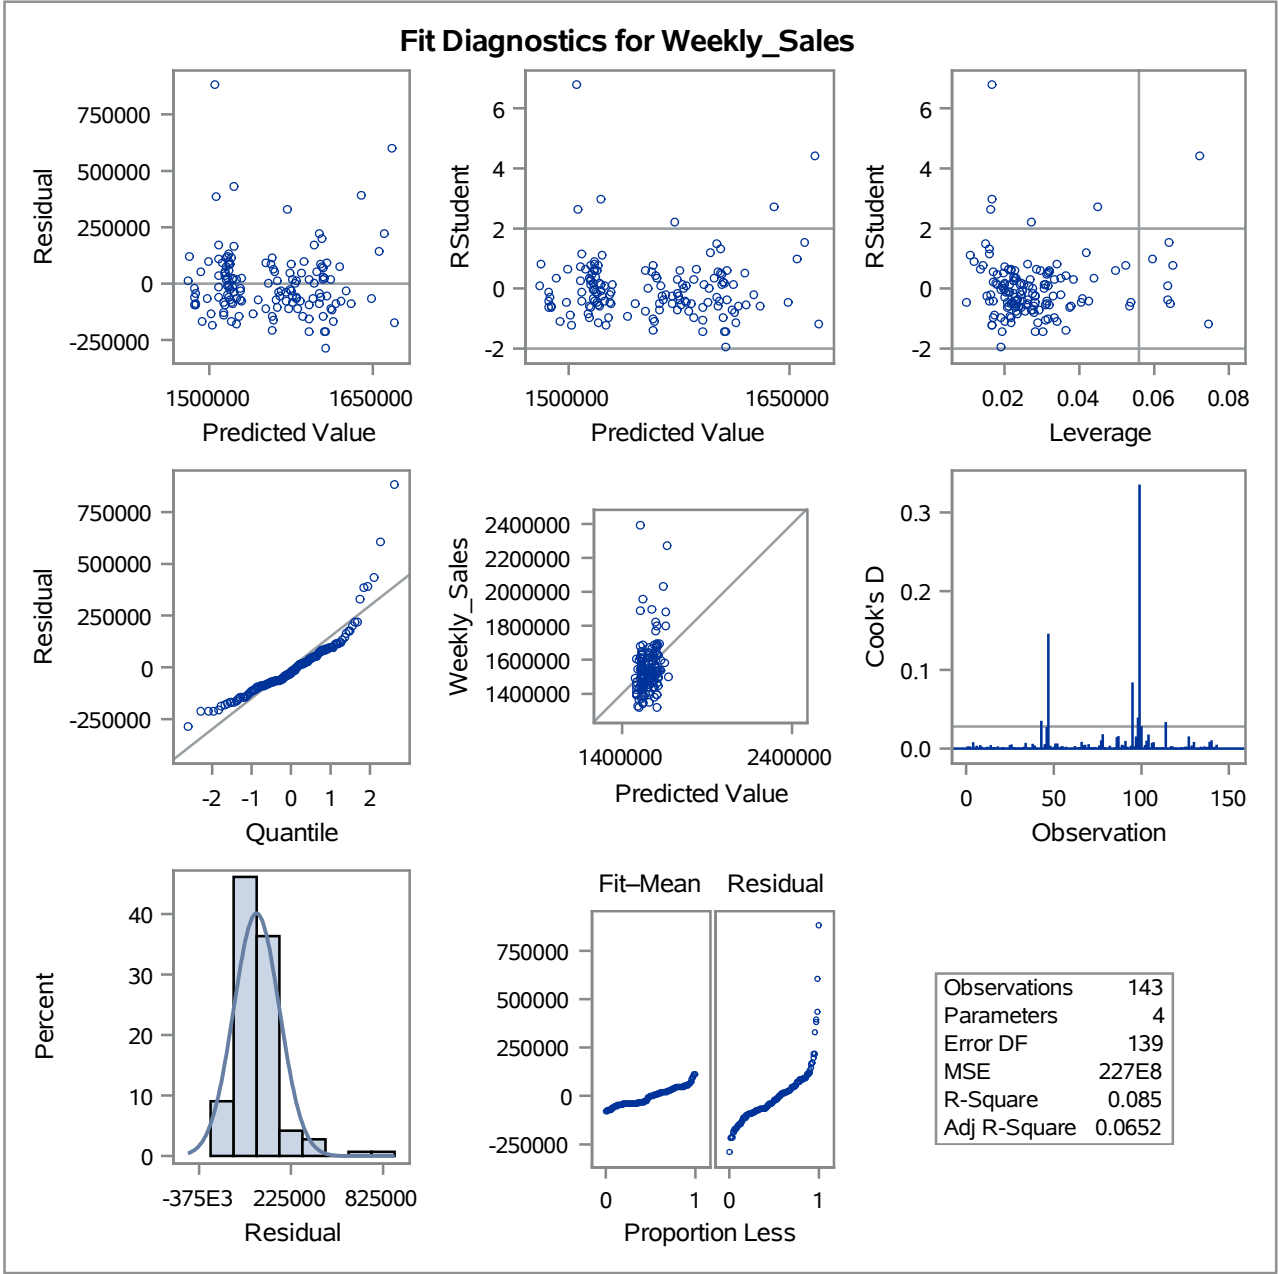 Fit Diagnostics for Weekly_Sales
Residual
750000
500000
250000
0
-250000
1500000 1650000
Predicted Value
RStudent
6
4
2
0
-2
1500000 1650000
Predicted Value
RStudent
6
4
2
0
-2
0.02 0.04 0.06 0.08
Leverage
Residual
750000
500000
250000
0
-250000
-2 -1 0 1 2
Quantile
Weekly_Sales
2400000
2200000
2000000
1800000
1600000
1400000
1400000 2400000
Predicted Value
Cook's D
0.3
0.2
0.1
0.0
0 50 100 150
Observation
Percent
40
30
20
10
0
-375E3 225000 825000
Residual
Fit–Mean Residual
750000
500000
250000
0
-250000
0 1 0 1
Proportion Less
Observations 143
Parameters 4
Error DF 139
MSE 227E8
R-Square 0.085
Adj R-Square 0.0652